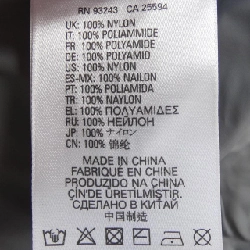 RN 93243 CA 25594
UK: 100% NYLON
IT: 100% POLIAMMIDE
FR: 100% POLYAMIDE
DE: 100% POLYAMID
US: 100% NYLON
ES-MX: 100% NAILON
PT: 100% POLIAMIDA
TR: 100% NAYLON
EL: 100% ΠΟΛΥΑΜΙΔΕΣ
RU: 100% НЕЙЛОН
JP: 100% ナイロン
CN: 100% 锦纶
MADE IN CHINA
FABRIQUÉ EN CHINE
PRODUZIDO NA CHINA
ÇİN'DE ÜRETİLMİŞTİR.
СДЕЛАНО В КИТАЙ
中国制造